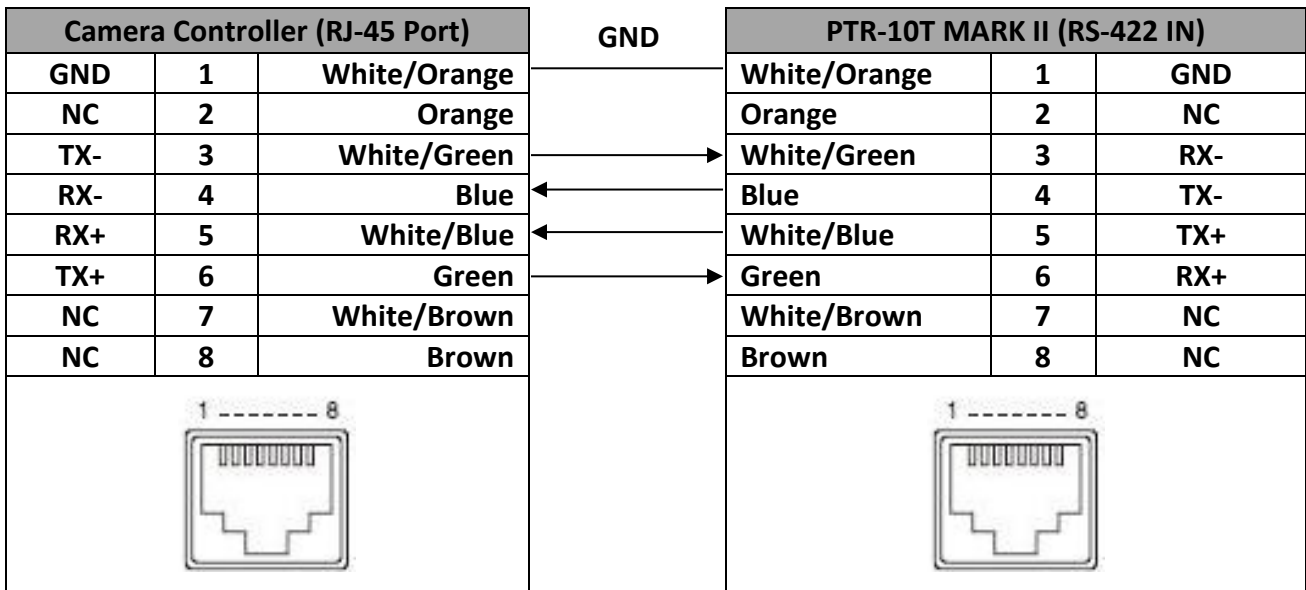 Camera Controller (RJ-45 Port) GND PTR-10T MARK II (RS-422 IN)
GND 1 White/Orange White/Orange 1 GND
NC 2 Orange Orange 2 NC
TX- 3 White/Green White/Green 3 RX-
RX- 4 Blue Blue 4 TX-
RX+ 5 White/Blue White/Blue 5 TX+
TX+ 6 Green Green 6 RX+
NC 7 White/Brown White/Brown 7 NC
NC 8 Brown Brown 8 NC
1 ------- 8 1 ------- 8